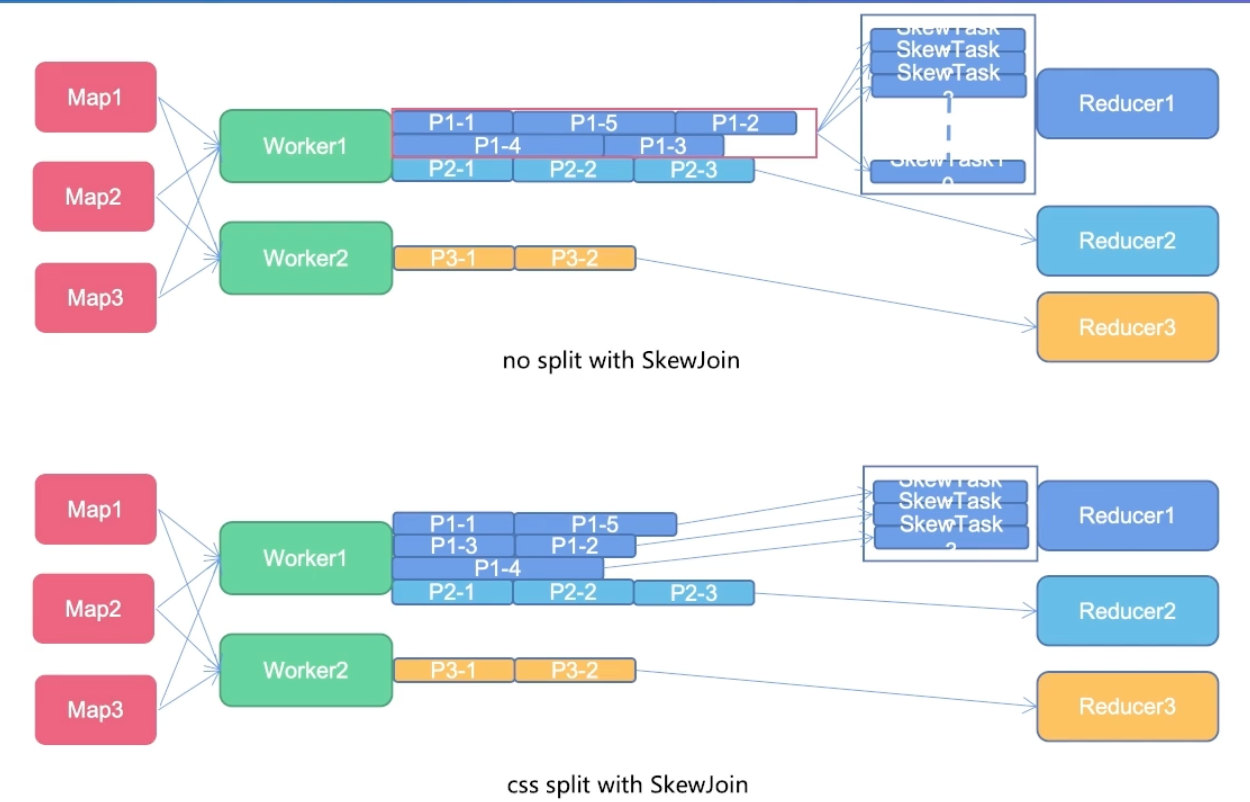 SkewTask
SkewTask
SkewTask
Map1
Reducer1
P1-1
P1-5
P1-2
Worker1
P1-4
P1-3
SkewTask1
P2-1
P2-2
P2-3
Map2
Reducer2
Worker2
P3-1
P3-2
Map3
Reducer3
no split with SkewJoin
SkewTask
SkewTask
SkewTask
Map1
Reducer1
P1-1
P1-5
P1-3
P1-2
Worker1
P1-4
P2-1
P2-2
P2-3
Map2
Reducer2
Worker2
P3-1
P3-2
Map3
Reducer3
css split with SkewJoin